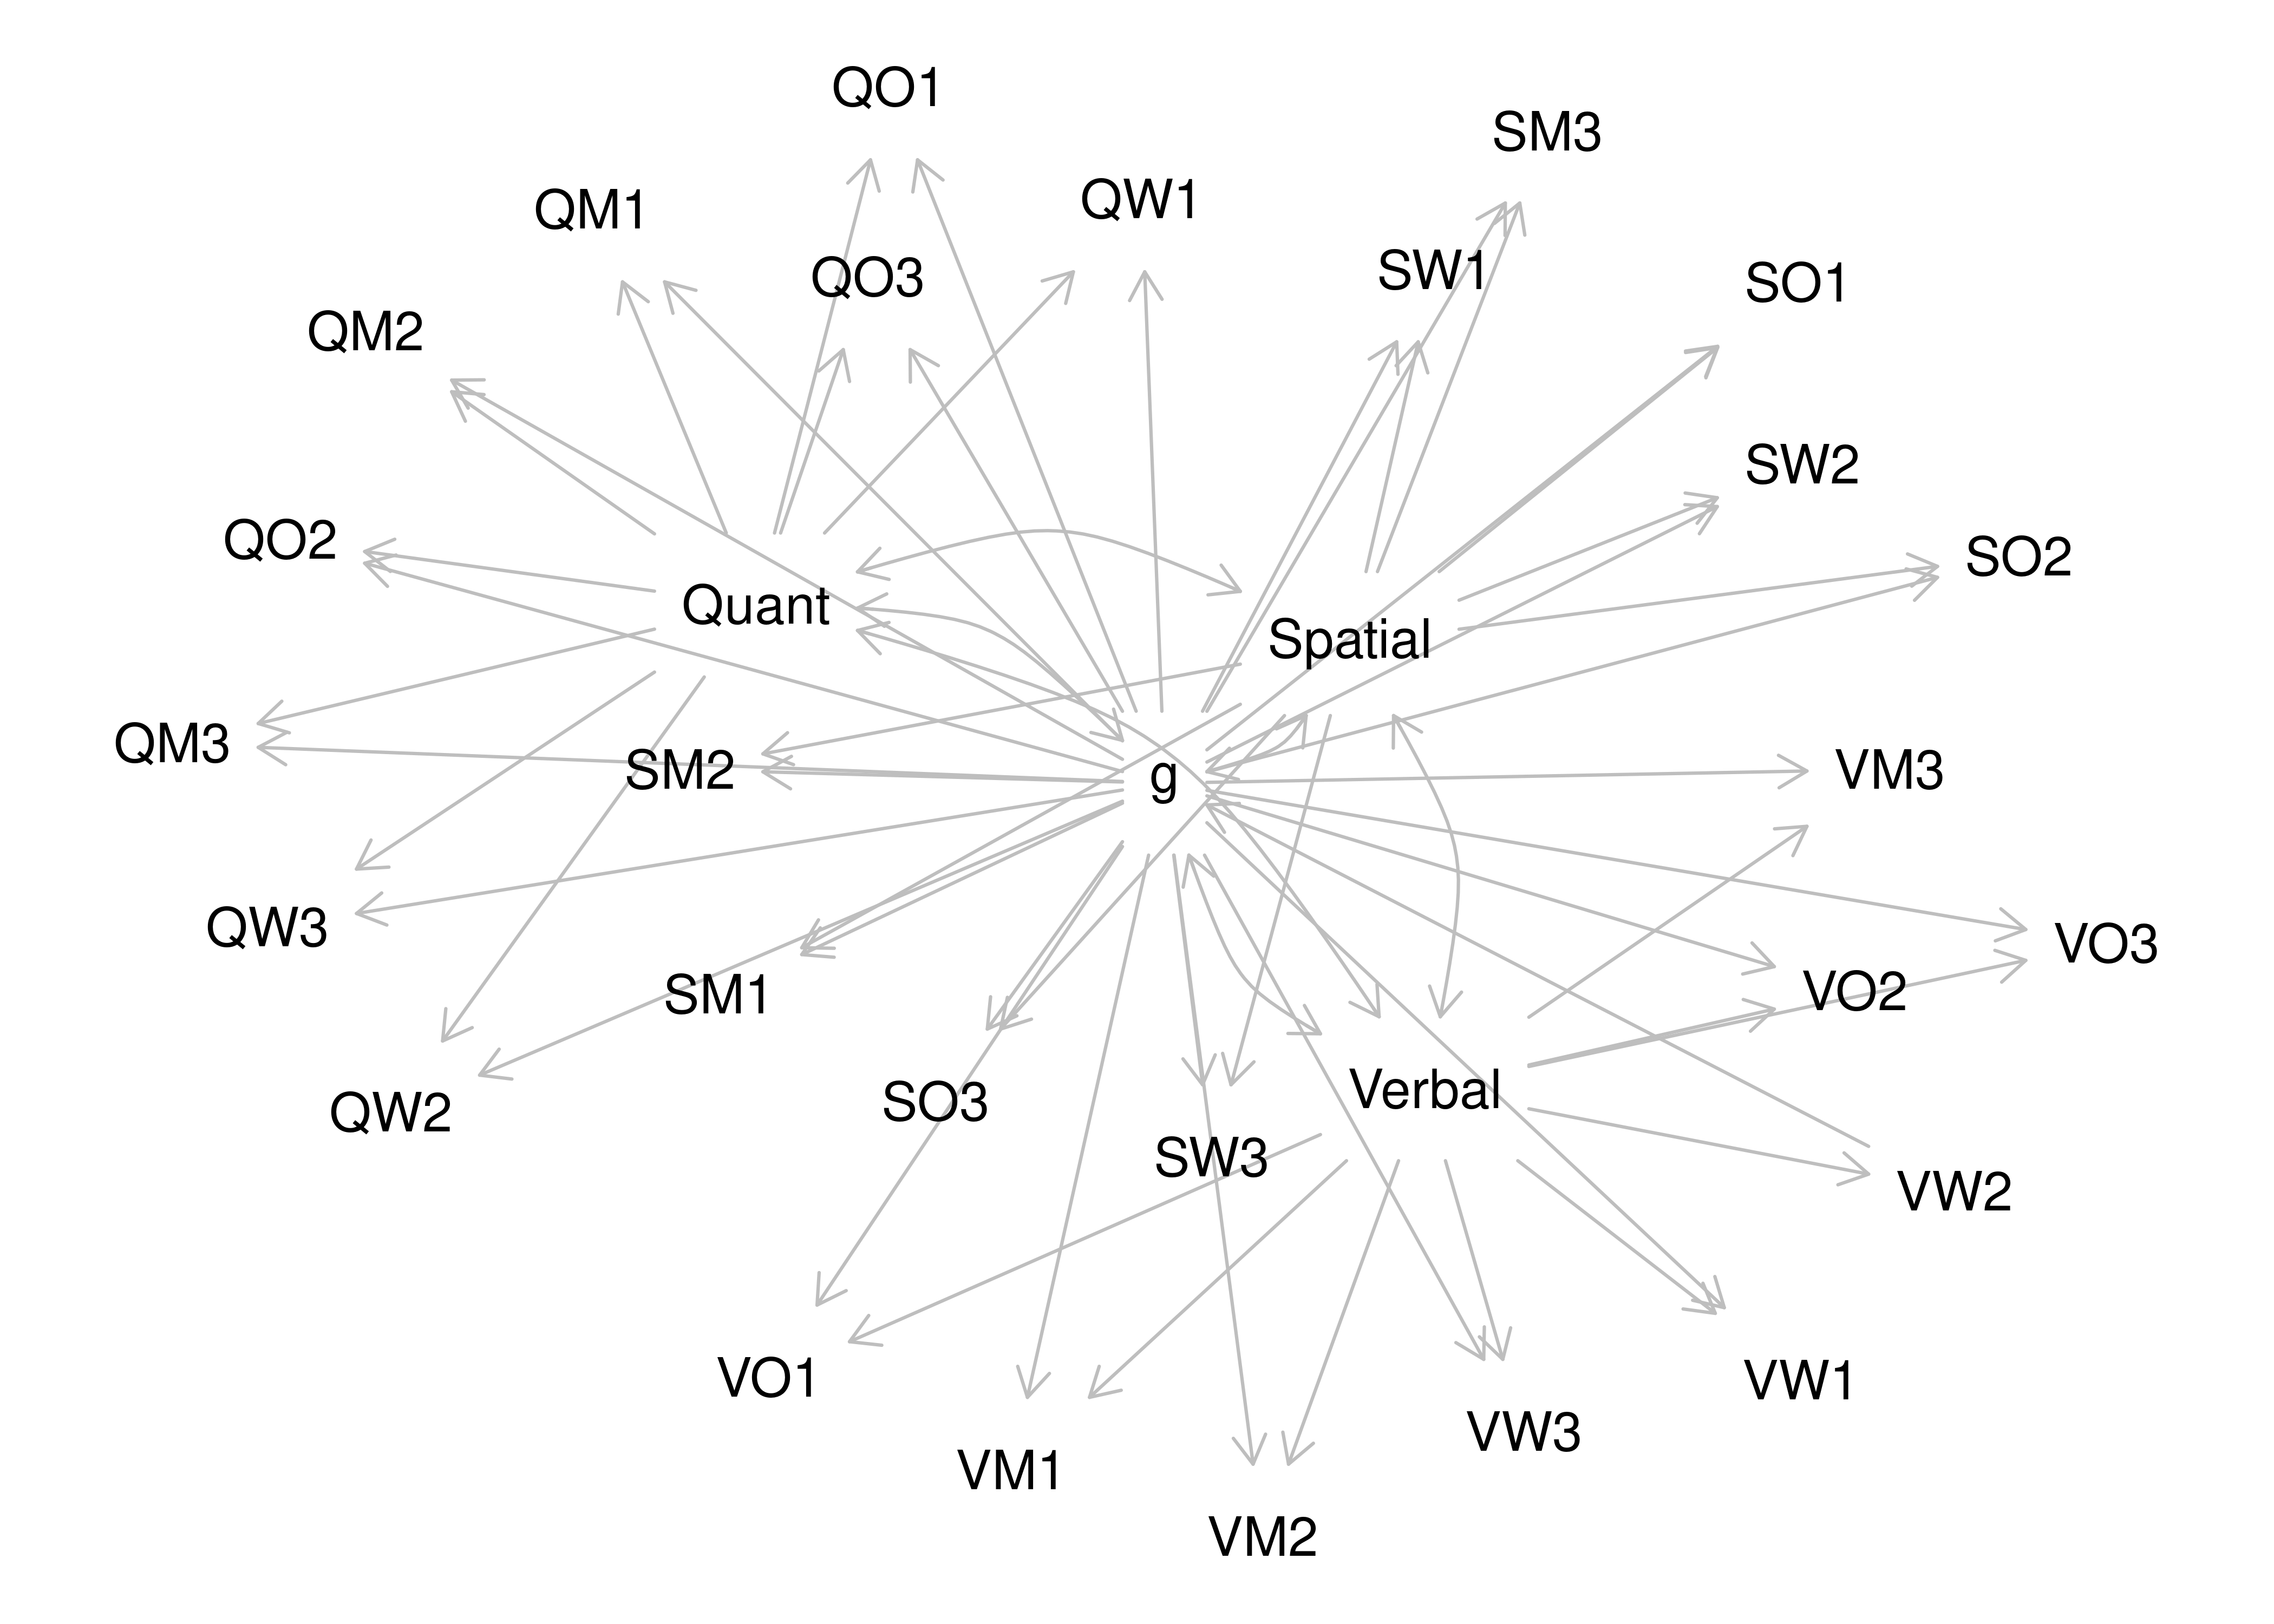 QO1
SM3
QM1
QW1
SW1
QO3
SO1
QM2
SW2
QO2
SO2
Quant
Spatial
QM3
SM2
g
VM3
QW3
VO3
SM1
VO2
QW2
SO3
Verbal
SW3
VW2
VO1
VW1
VW3
VM1
VM2